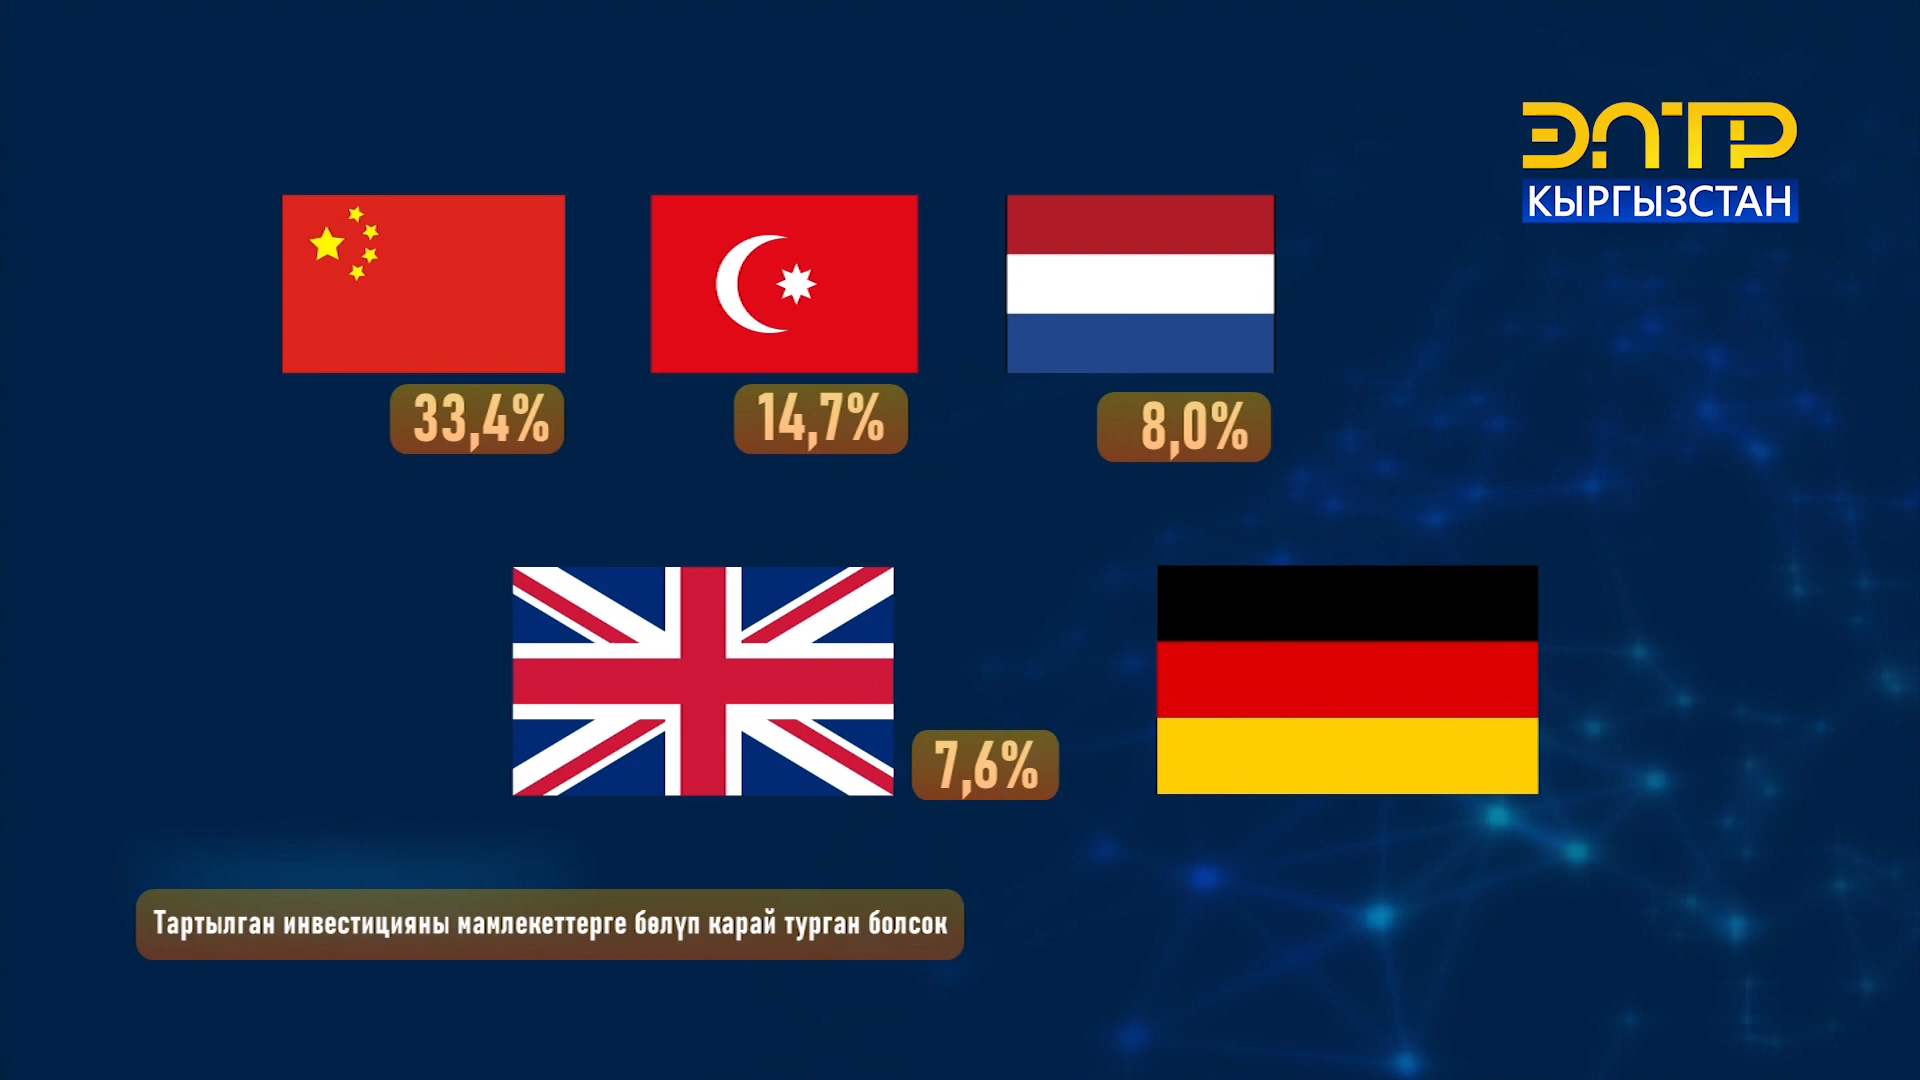 ЭЛТР
КЫРГЫЗСТАН
33,4%
14,7%
8,0%
7,6%
Тартылган инвестицияны мамлекеттерге бөлүп карай турган болсок